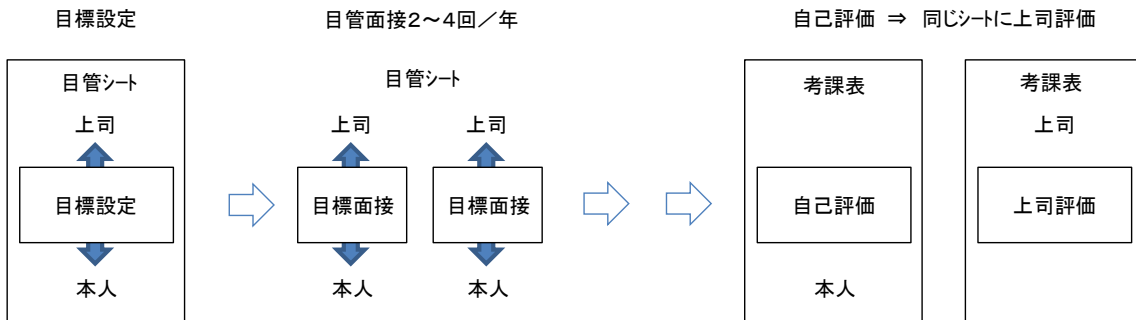 目標設定
目管面接2～4回／年
自己評価 ⇒ 同じシートに上司評価
目管シート
上司
目標設定
本人
目管シート
上司
上司
目標面接
目標面接
本人
本人
考課表
自己評価
本人
考課表
上司
上司評価